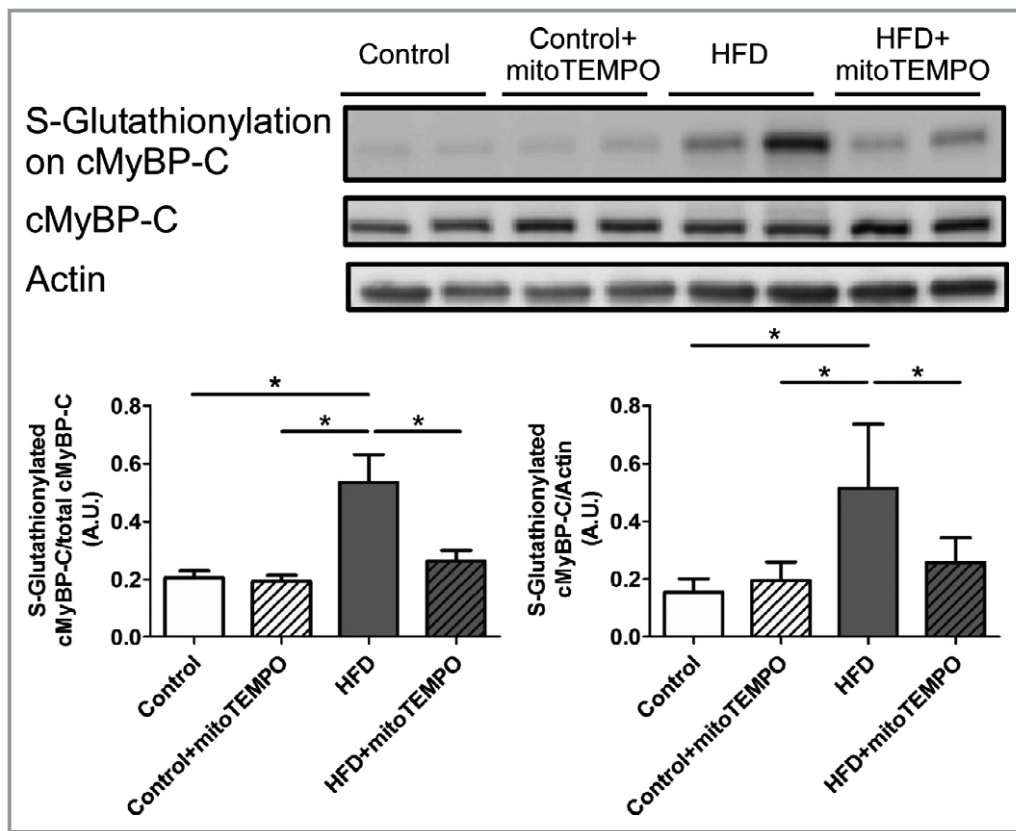 Control
Control+
mitoTEMPO
HFD
HFD+
mitoTEMPO
S-Glutathionylation
on cMyBP-C
cMyBP-C
Actin
*
* *
S-Glutathionylated
cMyBP-C/total cMyBP-C
(A.U.)
0.8
0.6
0.4
0.2
0.0
Control
Control+mitoTEMPO
HFD
HFD+mitoTEMPO
*
* *
S-Glutathionylated
cMyBP-C/Actin
(A.U.)
0.8
0.6
0.4
0.2
0.0
Control
Control+mitoTEMPO
HFD
HFD+mitoTEMPO